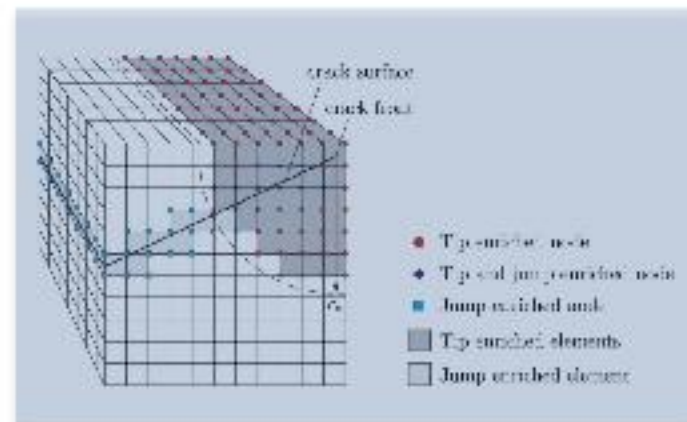 crack surface
crack front
Tip enriched node
Tip and jump enriched node
Jump enriched node
Tip enriched elements
Jump enriched element